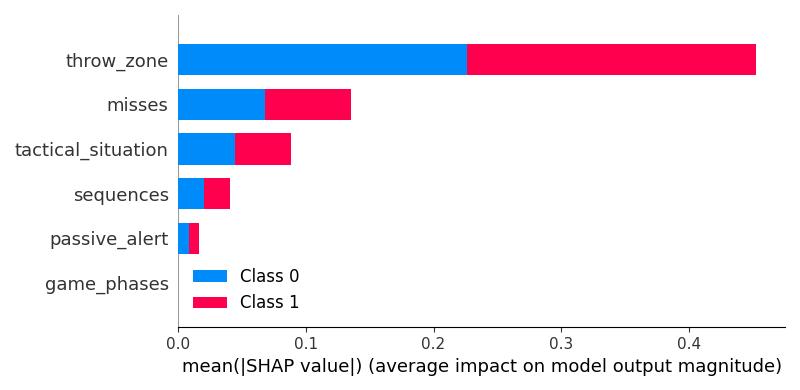 throw_zone
misses
tactical_situation
sequences
passive_alert
game_phases
Class 0
Class 1
0.0 0.1 0.2 0.3 0.4
mean(|SHAP value|) (average impact on model output magnitude)